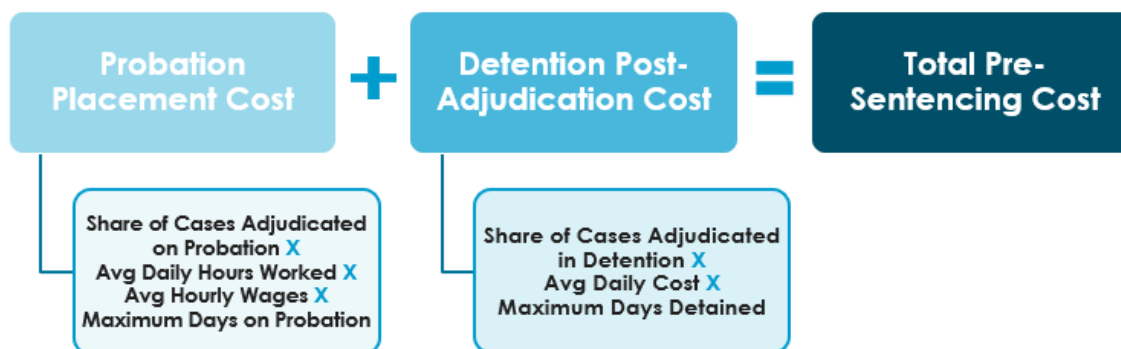 Probation
Placement Cost
+
Detention Post-
Adjudication Cost
=
Total Pre-
Sentencing Cost
Share of Cases Adjudicated
on Probation X
Avg Daily Hours Worked X
Avg Hourly Wages X
Maximum Days on Probation
Share of Cases Adjudicated
in Detention X
Avg Daily Cost X
Maximum Days Detained